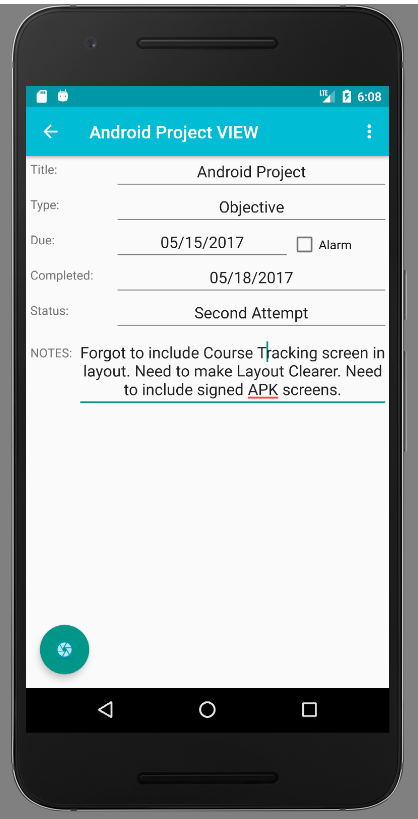 LTE 6:08
Android Project VIEW
Title: Android Project
Type: Objective
Due: 05/15/2017 Alarm
Completed: 05/18/2017
Status: Second Attempt
NOTES: Forgot to include Course Tracking screen in
layout. Need to make Layout Clearer. Need
to include signed APK screens.